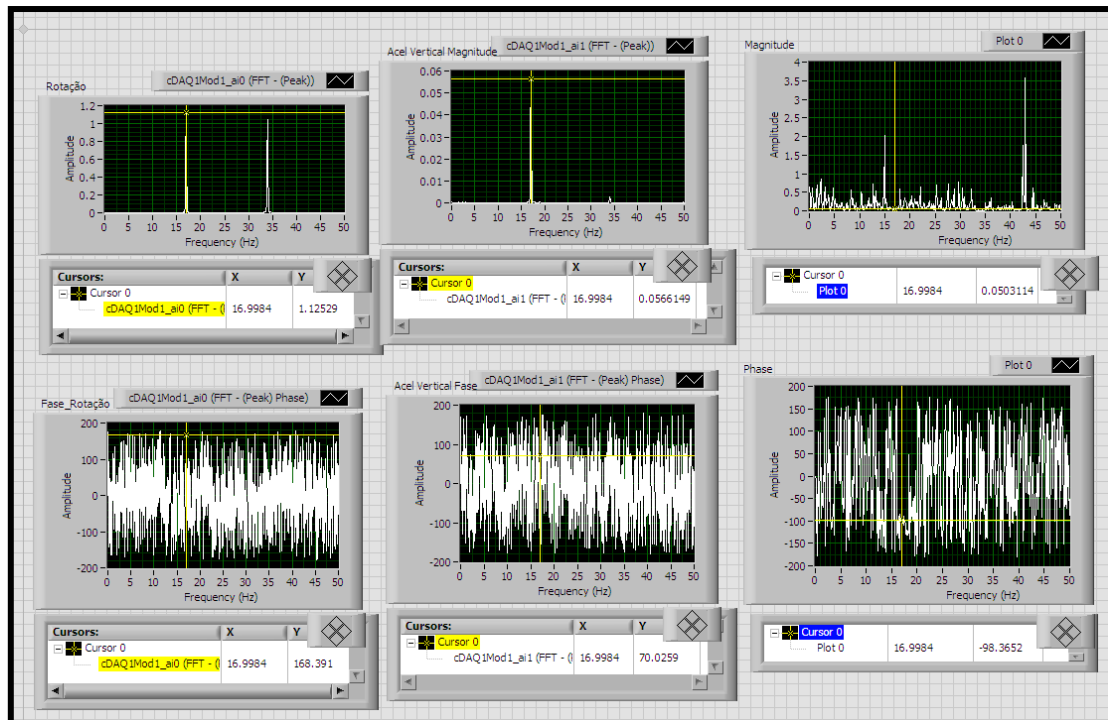 Rotação
cDAQ1Mod1_ai0 (FFT - (Peak))
1.2
1
0.8
0.6
0.4
0.2
0
Amplitude
0 5 10 15 20 25 30 35 40 45 50
Frequency (Hz)
Cursors: X Y
Cursor 0
cDAQ1Mod1_ai0 (FFT - (I 16.9984 1.12529
Acel Vertical Magnitude
cDAQ1Mod1_ai1 (FFT - (Peak))
0.06
0.05
0.04
0.03
0.02
0.01
0
Amplitude
0 5 10 15 20 25 30 35 40 45 50
Frequency (Hz)
Cursors: X Y
Cursor 0
cDAQ1Mod1_ai1 (FFT - (I 16.9984 0.0566149
Magnitude
Plot 0
4
3.5
3
2.5
2
1.5
1
0.5
0
Amplitude
0 5 10 15 20 25 30 35 40 45 50
Frequency (Hz)
Cursor 0
Plot 0 16.9984 0.0503114
Fase_Rotação
cDAQ1Mod1_ai0 (FFT - (Peak) Phase)
200
100
0
-100
-200
Amplitude
0 5 10 15 20 25 30 35 40 45 50
Frequency (Hz)
Cursors: X Y
Cursor 0
cDAQ1Mod1_ai0 (FFT - (I 16.9984 168.391
Acel Vertical Fase
cDAQ1Mod1_ai1 (FFT - (Peak) Phase)
200
100
0
-100
-200
Amplitude
0 5 10 15 20 25 30 35 40 45 50
Frequency (Hz)
Cursors: X Y
Cursor 0
cDAQ1Mod1_ai1 (FFT - (I 16.9984 70.0259
Phase
Plot 0
200
150
100
50
0
-50
-100
-150
-200
Amplitude
0 5 10 15 20 25 30 35 40 45 50
Frequency (Hz)
Cursor 0
Plot 0 16.9984 -98.3652